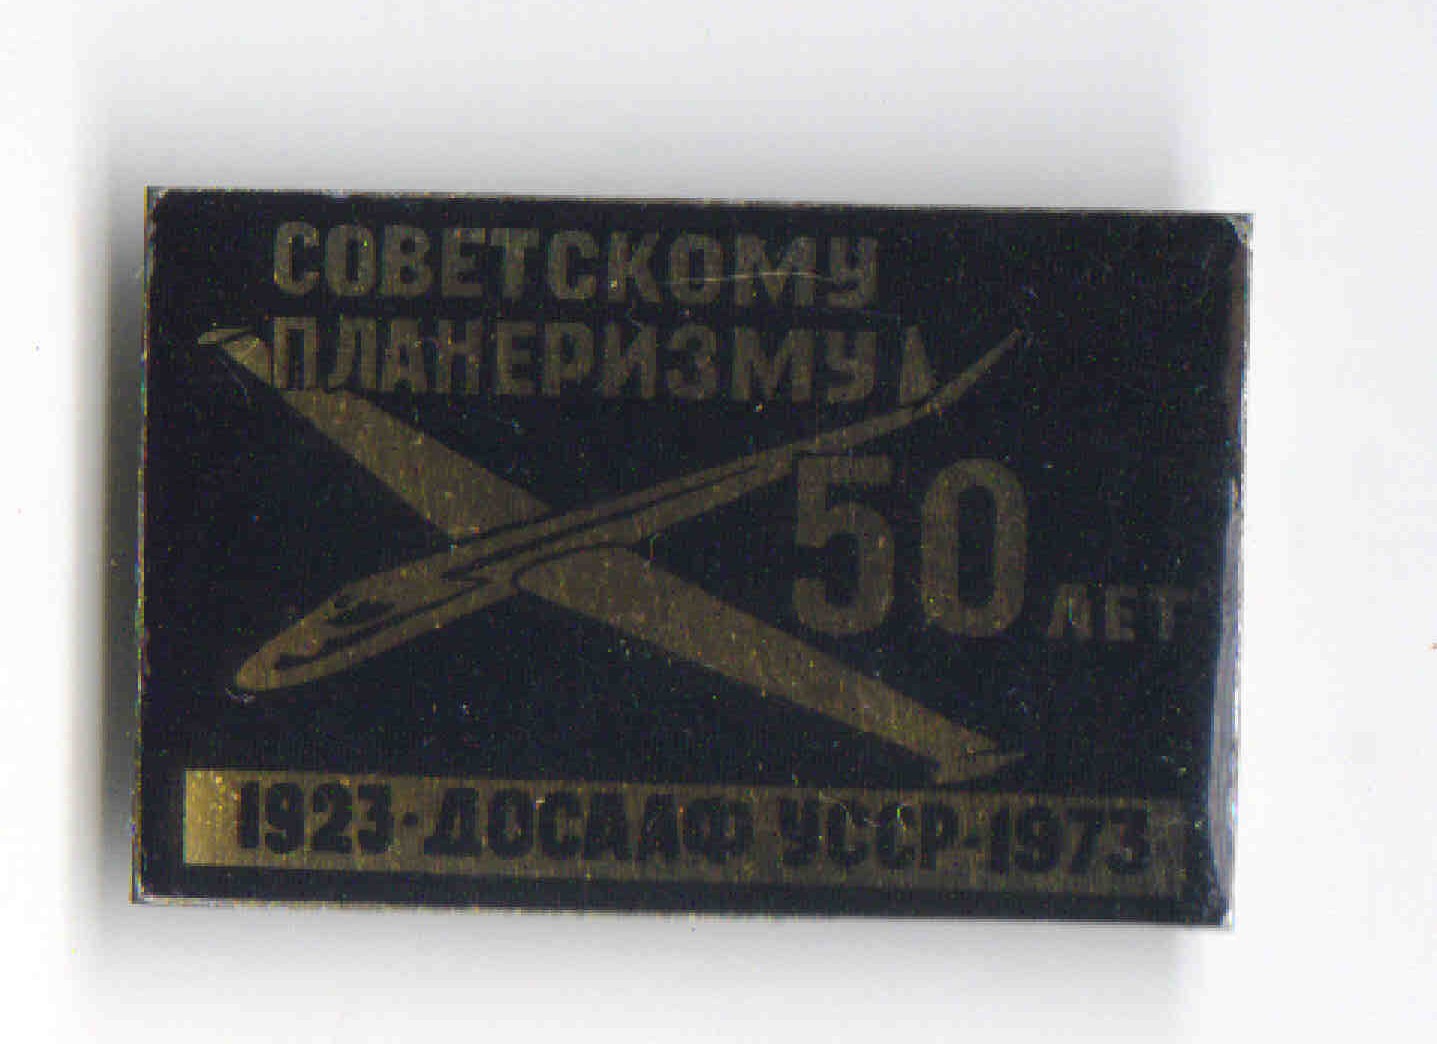 СОВЕТСКОМУ
ПЛАНЕРИЗМУ
50 ЛЕТ
1923·ДОСААФ УССР·1973